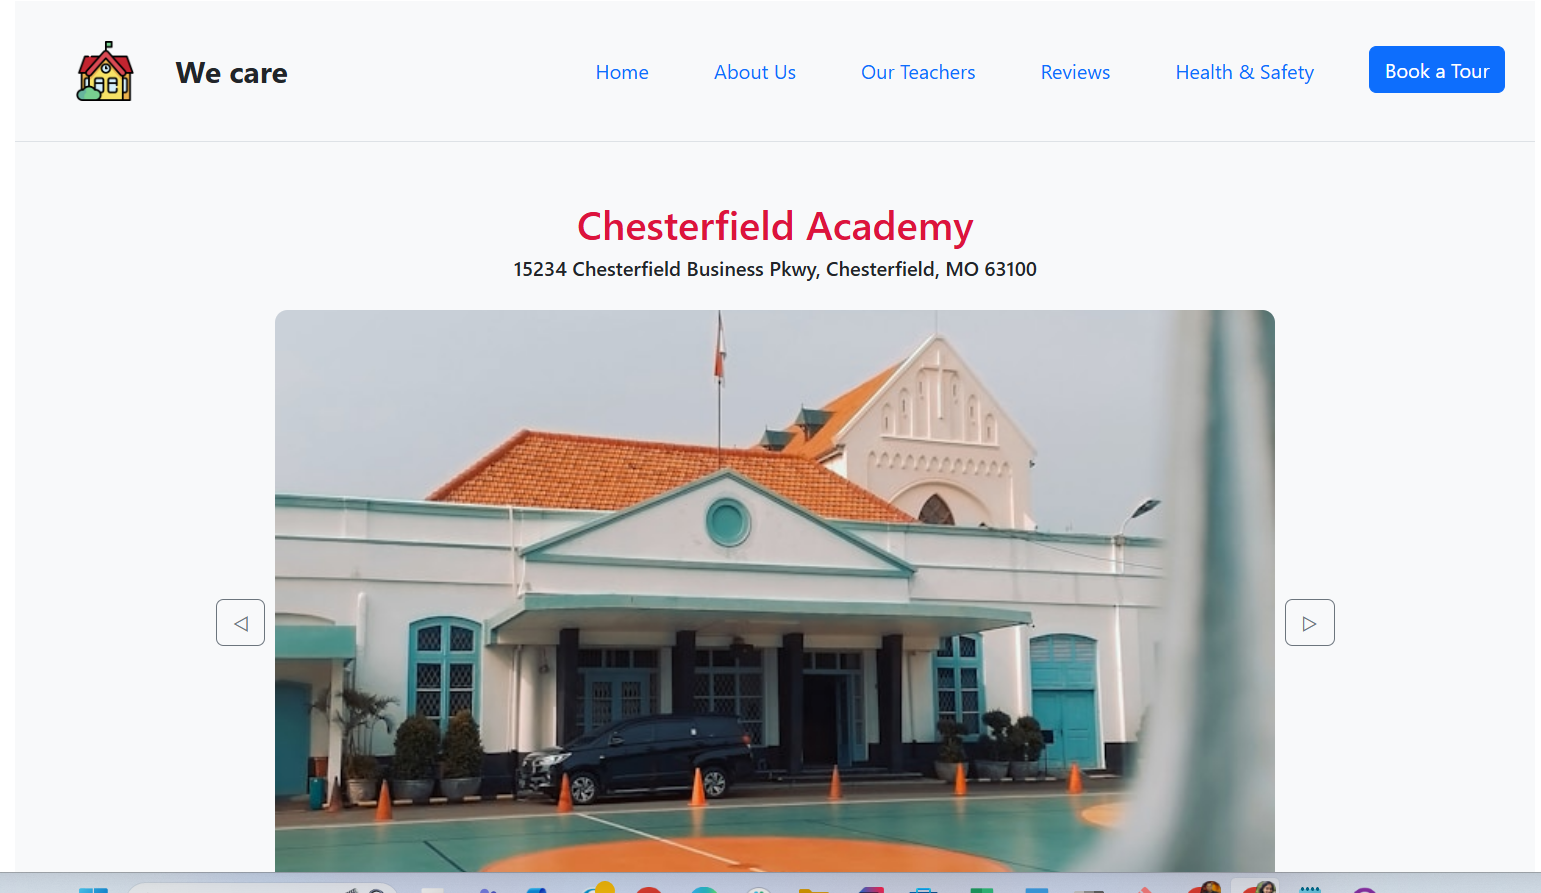 We care
Home
About Us
Our Teachers
Reviews
Health & Safety
Book a Tour
Chesterfield Academy
15234 Chesterfield Business Pkwy, Chesterfield, MO 63100